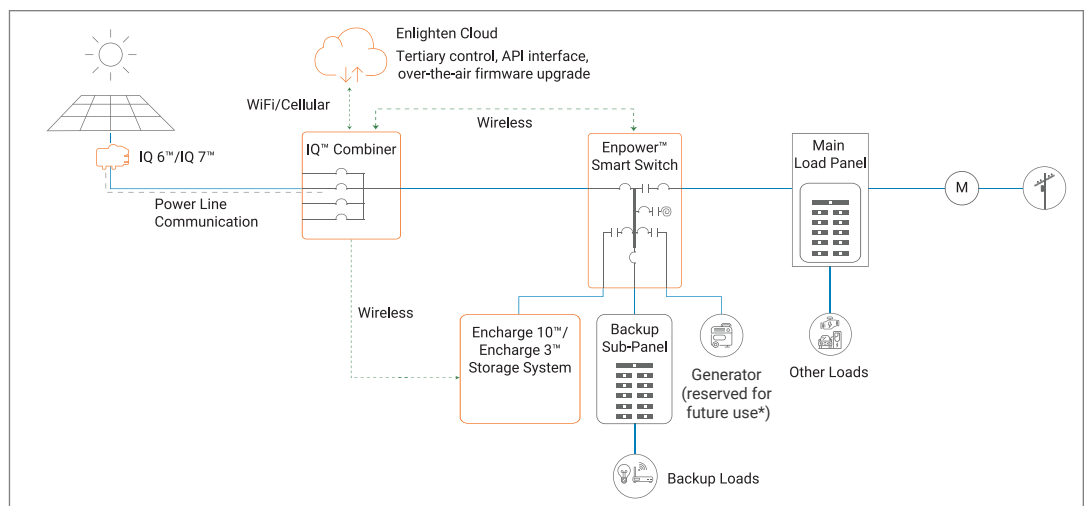 Enlighten Cloud
Tertiary control, API interface,
over-the-air firmware upgrade
WiFi/Cellular
Wireless
IQ™ Combiner
Enpower™
Smart Switch
Main
Load Panel
IQ 6™/IQ 7™
M
Power Line
Communication
Wireless
Encharge 10™/
Encharge 3™
Storage System
Backup
Sub-Panel
Generator
(reserved for
future use*)
Other Loads
Backup Loads